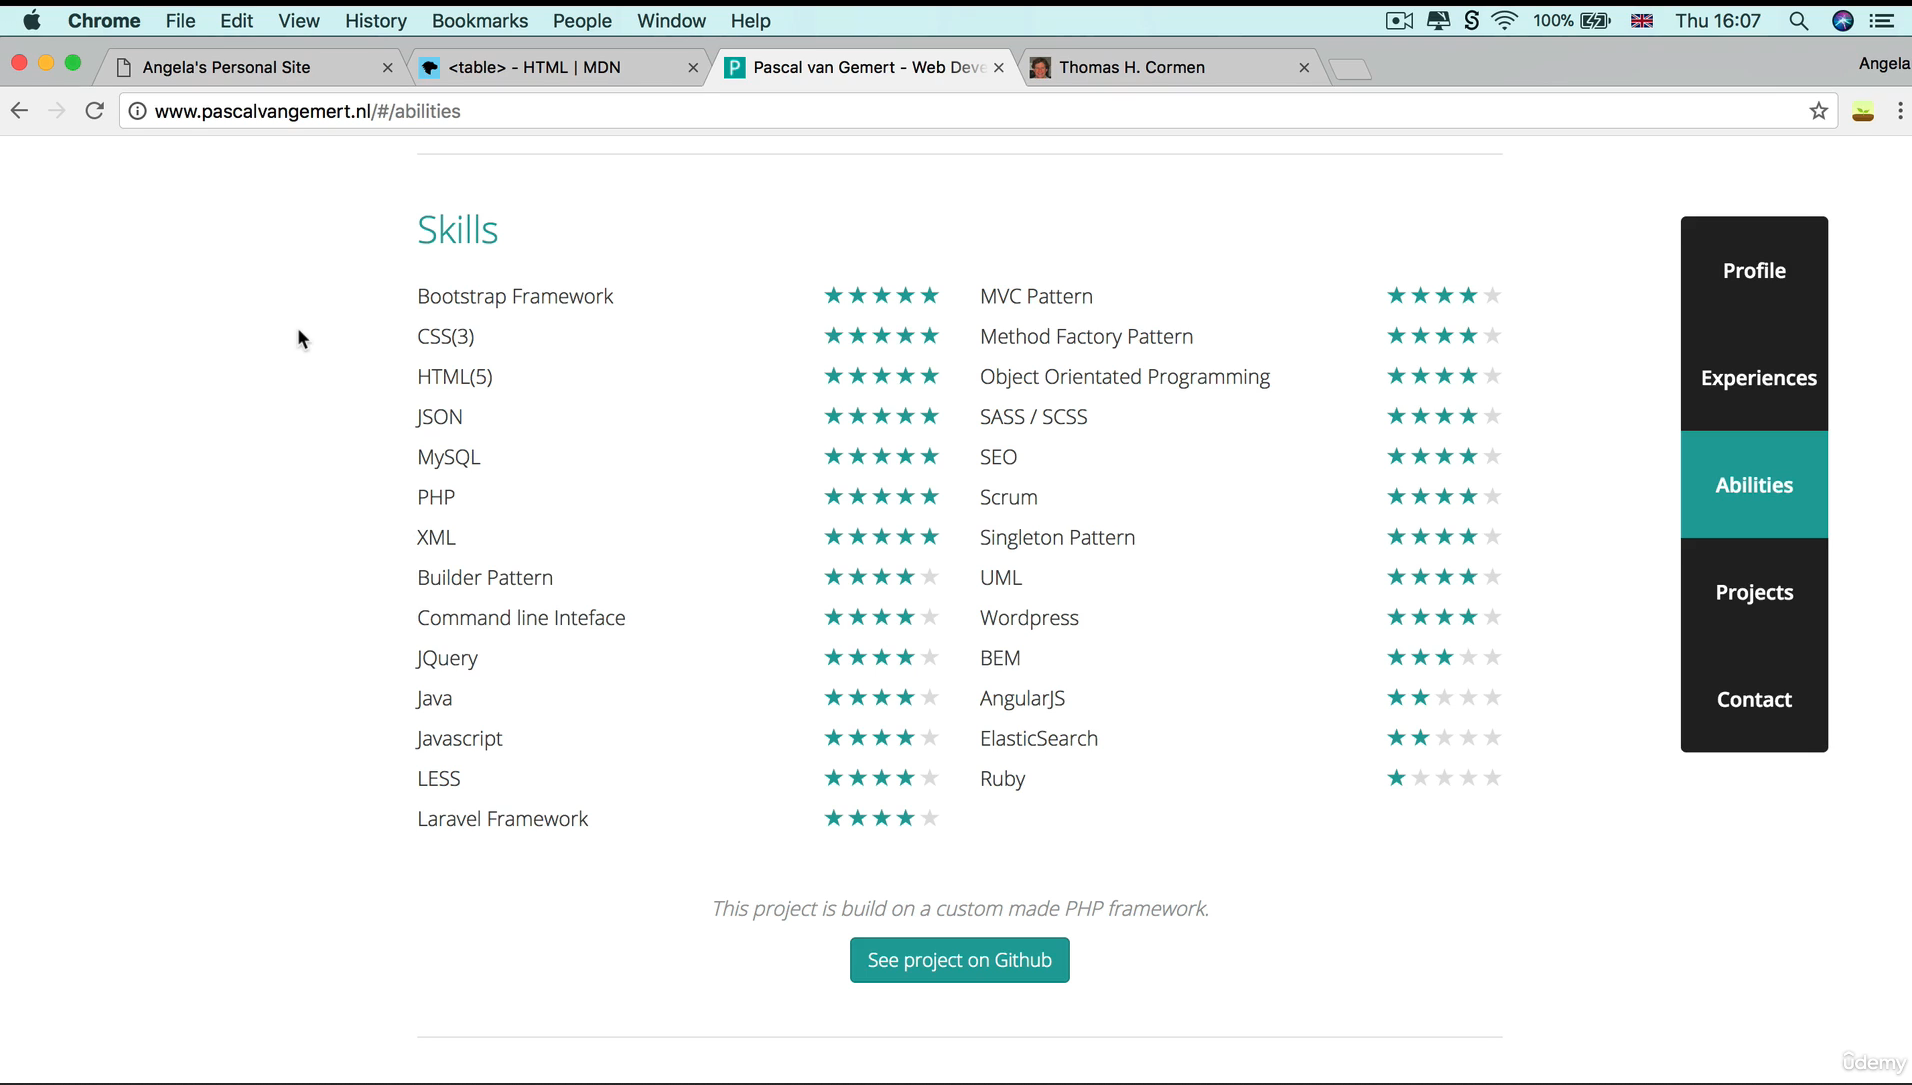 Chrome File Edit View History Bookmarks People Window Help 100% Thu 16:07
Angela's Personal Site <table> - HTML | MDN Pascal van Gemert - Web Deve Thomas H. Cormen Angela
www.pascalvangemert.nl/#/abilities
Skills
Bootstrap Framework MVC Pattern
CSS(3) Method Factory Pattern
HTML(5) Object Orientated Programming
JSON SASS / SCSS
MySQL SEO
PHP Scrum
XML Singleton Pattern
Builder Pattern UML
Command line Inteface Wordpress
JQuery BEM
Java AngularJS
Javascript ElasticSearch
LESS Ruby
Laravel Framework
This project is build on a custom made PHP framework.
See project on Github
Profile
Experiences
Abilities
Projects
Contact
ûdemy